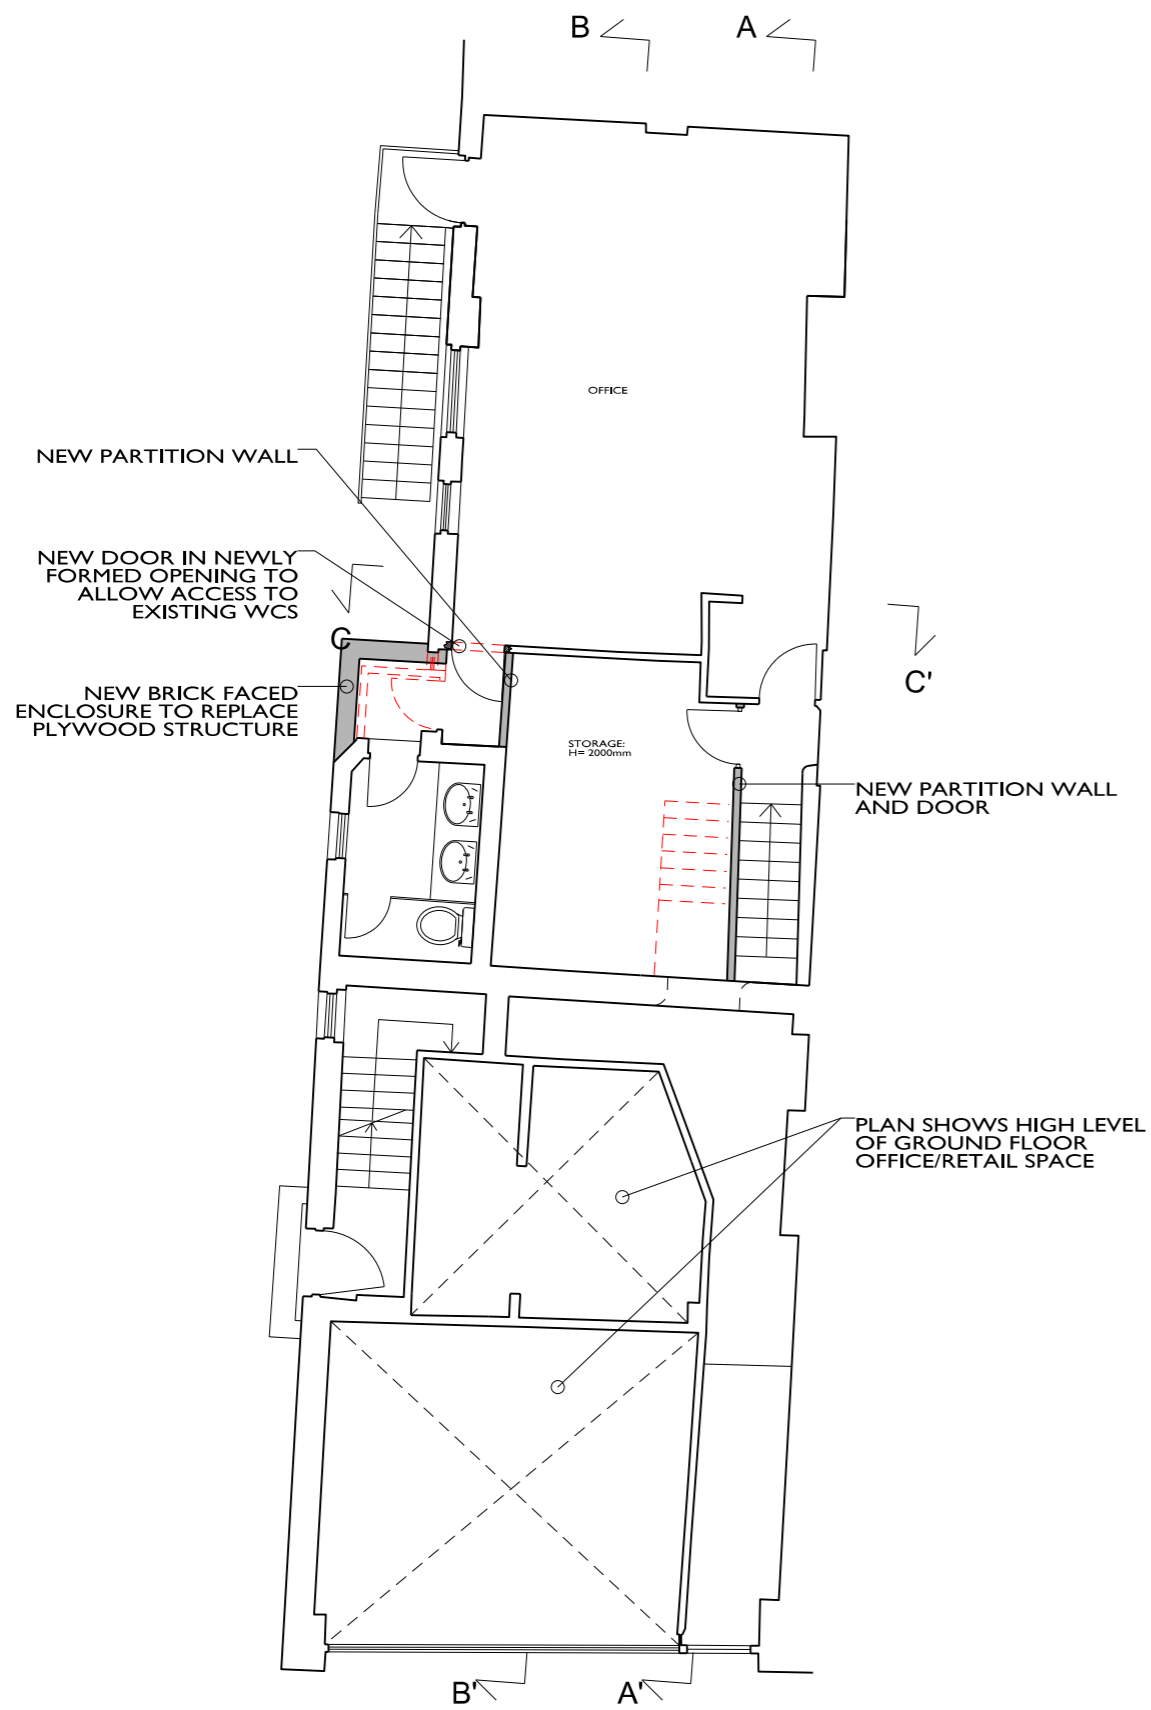 B
A
OFFICE
NEW PARTITION WALL
NEW DOOR IN NEWLY
FORMED OPENING TO
ALLOW ACCESS TO
EXISTING WCS
C
C'
NEW BRICK FACED
ENCLOSURE TO REPLACE
PLYWOOD STRUCTURE
STORAGE:
H= 2000mm
NEW PARTITION WALL
AND DOOR
PLAN SHOWS HIGH LEVEL
OF GROUND FLOOR
OFFICE/RETAIL SPACE
B'
A'